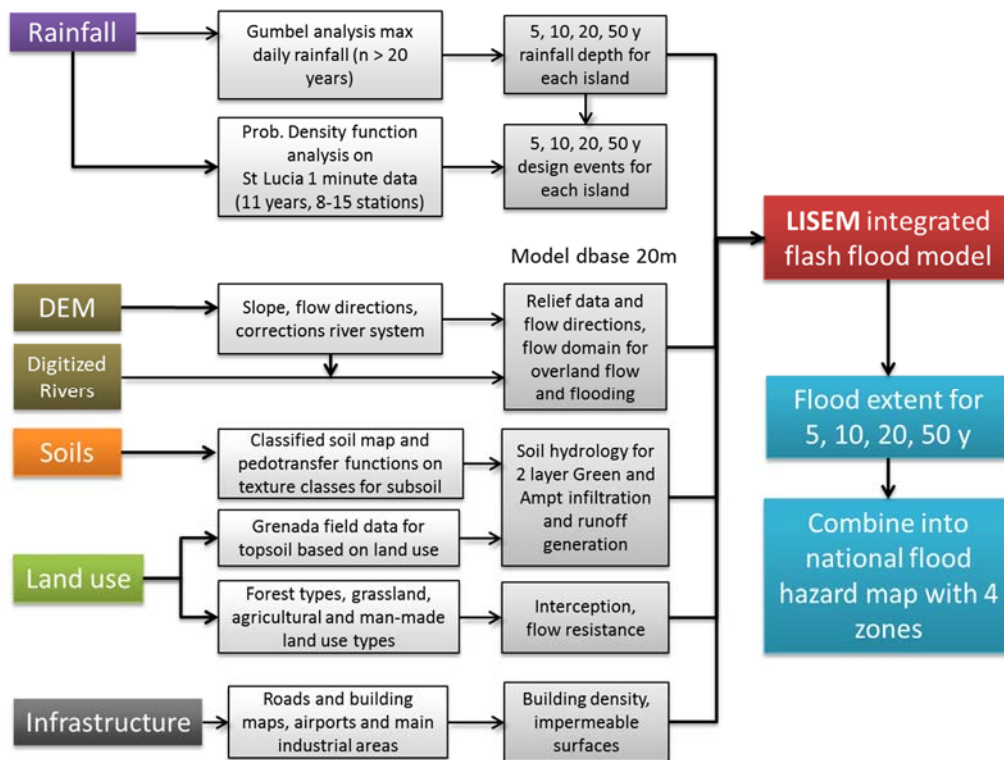 Rainfall
Gumbel analysis max
daily rainfall (n > 20
years)
5, 10, 20, 50 y
rainfall depth for
each island
Prob. Density function
analysis on
St Lucia 1 minute data
(11 years, 8-15 stations)
5, 10, 20, 50 y
design events for
each island
LISEM integrated
flash flood model
Model dbase 20m
DEM
Slope, flow directions,
corrections river system
Relief data and
flow directions,
flow domain for
overland flow
and flooding
Digitized
Rivers
Flood extent for
5, 10, 20, 50 y
Soils
Classified soil map and
pedotransfer functions on
texture classes for subsoil
Soil hydrology for
2 layer Green and
Ampt infiltration
and runoff
generation
Grenada field data for
topsoil based on land use
Land use
Forest types, grassland,
agricultural and man-made
land use types
Interception,
flow resistance
Combine into
national flood
hazard map with 4
zones
Infrastructure
Roads and building
maps, airports and main
industrial areas
Building density,
impermeable
surfaces